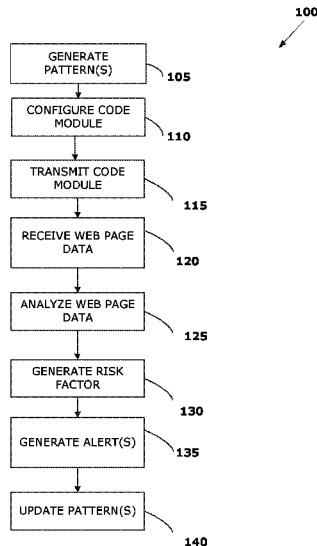 100
GENERATE
PATTERN(S)
105
CONFIGURE CODE
MODULE
110
TRANSMIT CODE
MODULE
115
RECEIVE WEB PAGE
DATA
120
ANALYZE WEB PAGE
DATA
125
GENERATE RISK
FACTOR
130
GENERATE ALERT(S)
135
UPDATE PATTERN(S)
140